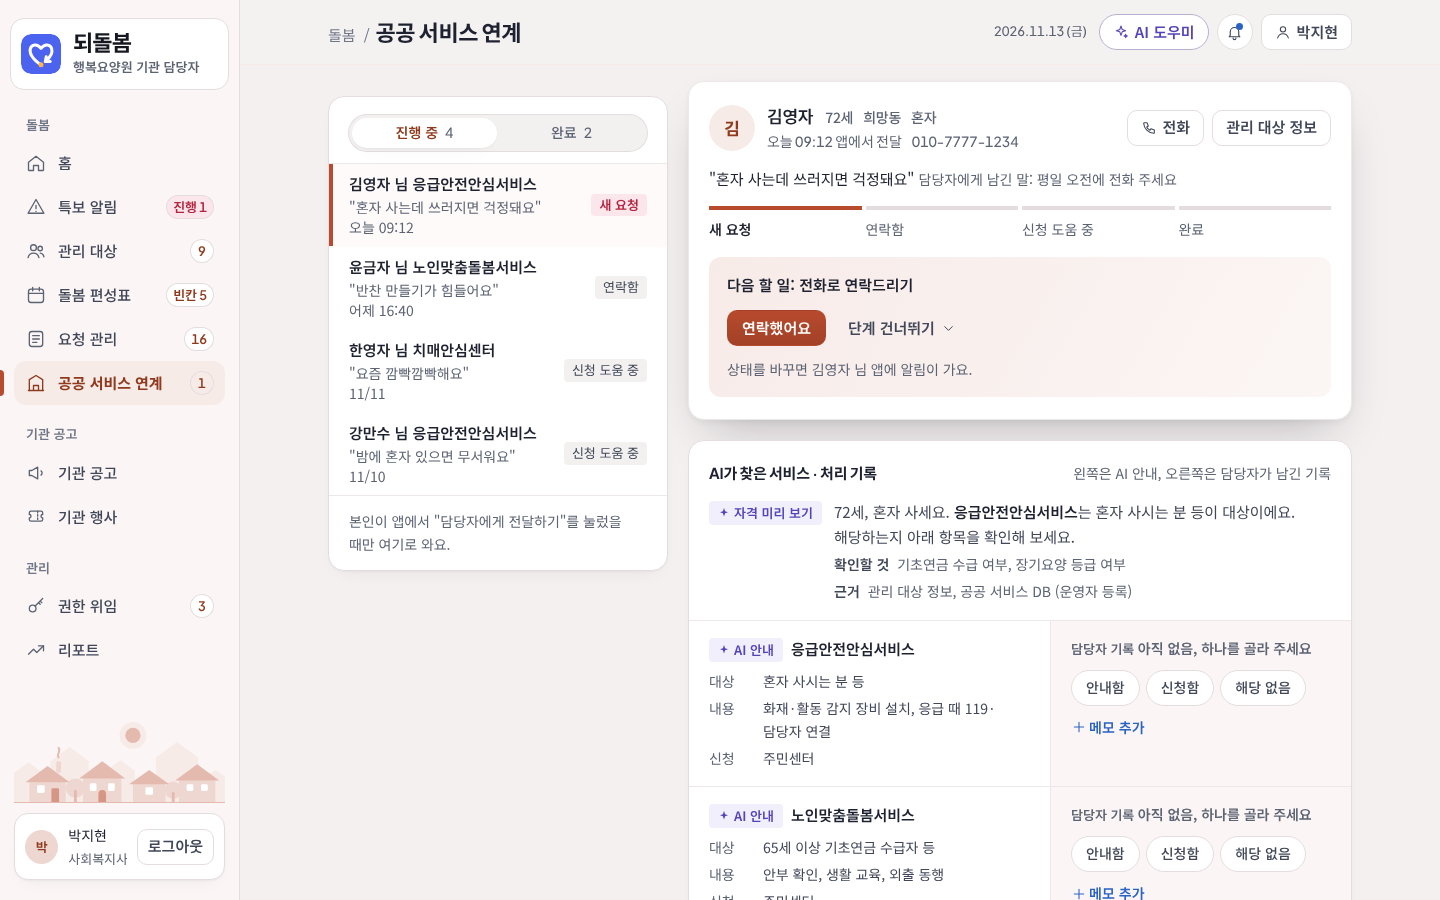 되돌봄
행복요양원 기관 담당자
돌봄
홈
특보 알림 진행 1
관리 대상 9
돌봄 편성표 빈칸 5
요청 관리 16
공공 서비스 연계 1
기관 공고
기관 공고
기관 행사
관리
권한 위임 3
리포트
박 박지현
사회복지사
로그아웃
돌봄 / 공공 서비스 연계
2026.11.13(금) AI 도우미 박지현
진행 중 4 완료 2
김영자 님 응급안전안심서비스
"혼자 사는데 쓰러지면 걱정돼요"
오늘 09:12
새 요청
윤금자 님 노인맞춤돌봄서비스
"반찬 만들기가 힘들어요"
어제 16:40
연락함
한영자 님 치매안심센터
"요즘 깜빡깜빡해요"
11/11
신청 도움 중
강만수 님 응급안전안심서비스
"밤에 혼자 있으면 무서워요"
11/10
신청 도움 중
본인이 앱에서 "담당자에게 전달하기"를 눌렀을
때만 여기로 와요.
김 김영자 72세 희망동 혼자
오늘 09:12 앱에서 전달 010-7777-1234
전화 관리 대상 정보
"혼자 사는데 쓰러지면 걱정돼요" 담당자에게 남긴 말: 평일 오전에 전화 주세요
새 요청 연락함 신청 도움 중 완료
다음 할 일: 전화로 연락드리기
연락했어요 단계 건너뛰기
상태를 바꾸면 김영자 님 앱에 알림이 가요.
AI가 찾은 서비스 · 처리 기록 왼쪽은 AI 안내, 오른쪽은 담당자가 남긴 기록
자격 미리 보기 72세, 혼자 사세요. 응급안전안심서비스는 혼자 사시는 분 등이 대상이에요.
해당하는지 아래 항목을 확인해 보세요.
확인할 것 기초연금 수급 여부, 장기요양 등급 여부
근거 관리 대상 정보, 공공 서비스 DB (운영자 등록)
AI 안내 응급안전안심서비스
대상 혼자 사시는 분 등
내용 화재·활동 감지 장비 설치, 응급 때 119·
담당자 연결
신청 주민센터
담당자 기록 아직 없음, 하나를 골라 주세요
안내함 신청함 해당 없음
메모 추가
AI 안내 노인맞춤돌봄서비스
대상 65세 이상 기초연금 수급자 등
내용 안부 확인, 생활 교육, 외출 동행
신청 주민센터
담당자 기록 아직 없음, 하나를 골라 주세요
안내함 신청함 해당 없음
메모 추가